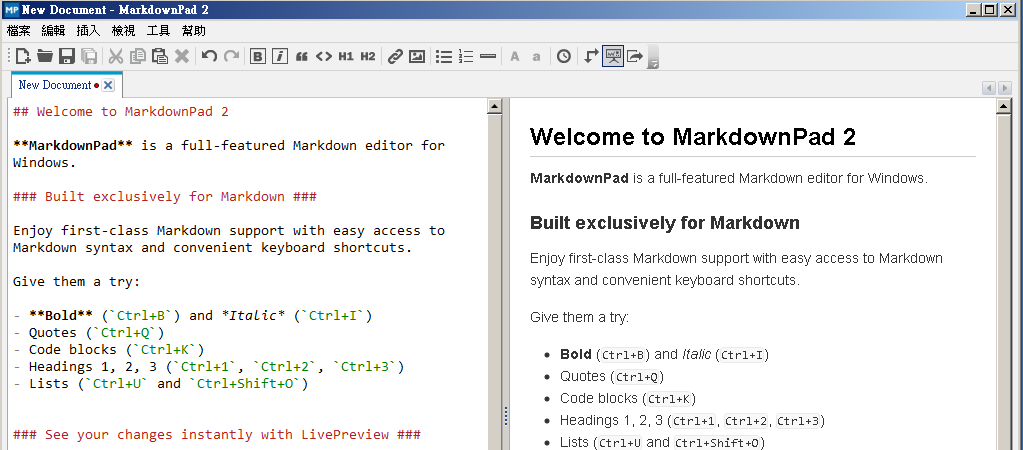 MP New Document - MarkdownPad 2
檔案 編輯 插入 檢視 工具 幫助
B i “ <> H1 H2 A a
New Document
## Welcome to MarkdownPad 2
**MarkdownPad** is a full-featured Markdown editor for
Windows.
### Built exclusively for Markdown ###
Enjoy first-class Markdown support with easy access to
Markdown syntax and convenient keyboard shortcuts.
Give them a try:
- **Bold** (`Ctrl+B`) and *Italic* (`Ctrl+I`)
- Quotes (`Ctrl+Q`)
- Code blocks (`Ctrl+K`)
- Headings 1, 2, 3 (`Ctrl+1`, `Ctrl+2`, `Ctrl+3`)
- Lists (`Ctrl+U` and `Ctrl+Shift+O`)
### See your changes instantly with LivePreview ###
Welcome to MarkdownPad 2
MarkdownPad is a full-featured Markdown editor for Windows.
Built exclusively for Markdown
Enjoy first-class Markdown support with easy access to Markdown
syntax and convenient keyboard shortcuts.
Give them a try:
• Bold (Ctrl+B) and Italic (Ctrl+I)
• Quotes (Ctrl+Q)
• Code blocks (Ctrl+K)
• Headings 1, 2, 3 (Ctrl+1, Ctrl+2, Ctrl+3)
• Lists (Ctrl+U and Ctrl+Shift+O)